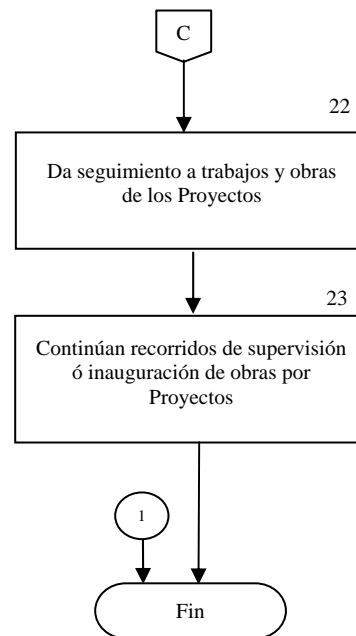 C
22
Da seguimiento a trabajos y obras
de los Proyectos
23
Continúan recorridos de supervisión
ó inauguración de obras por
Proyectos
1
Fin